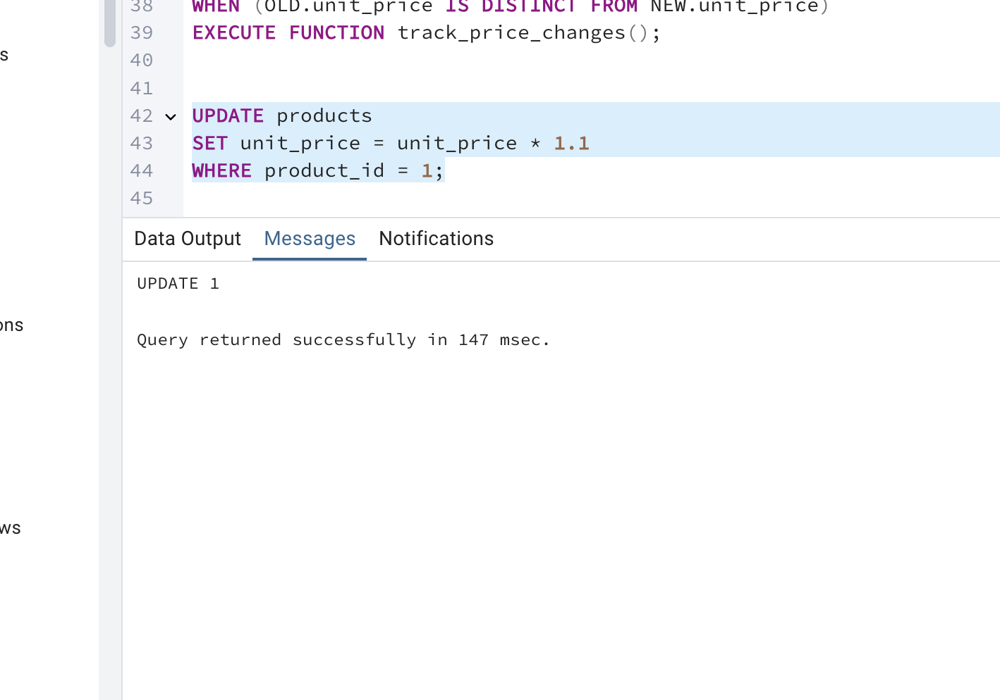 38 WHEN (OLD.unit_price IS DISTINCT FROM NEW.unit_price)
39 EXECUTE FUNCTION track_price_changes();
s
40
41
42 UPDATE products
43 SET unit_price = unit_price * 1.1
44 WHERE product_id = 1;
45
Data Output Messages Notifications
UPDATE 1
ons
Query returned successfully in 147 msec.
ws